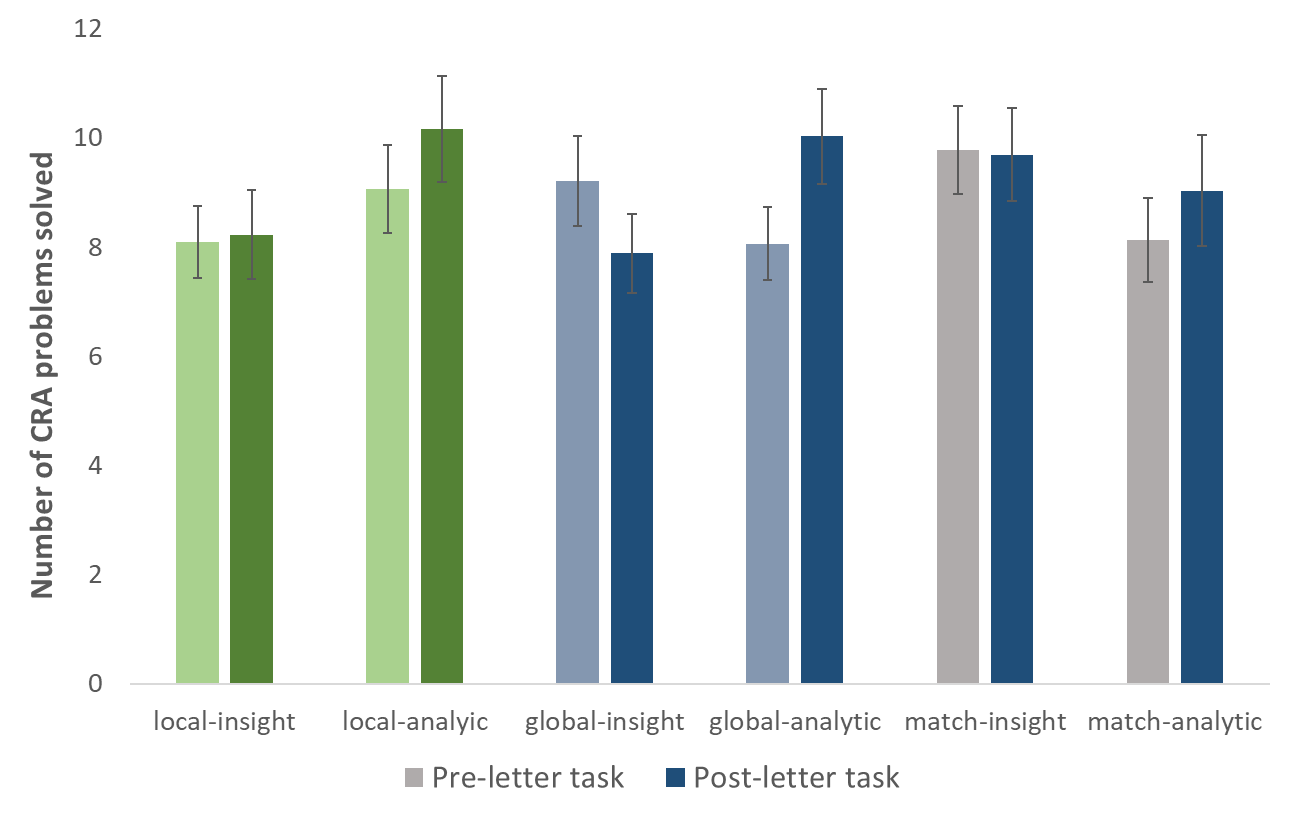 12
10
8
6
4
2
0
Number of CRA problems solved
local-insight local-analyic global-insight global-analytic match-insight match-analytic
Pre-letter task Post-letter task